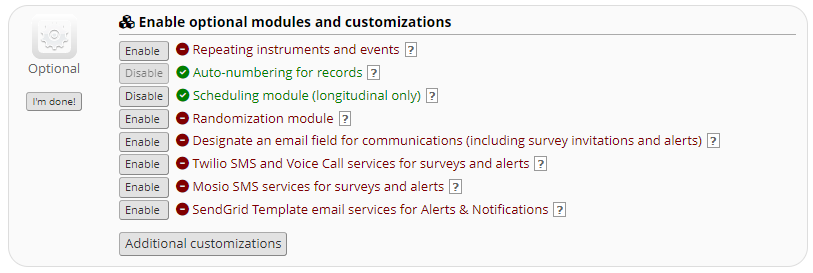 Enable optional modules and customizations
Optional
I'm done!
Enable Repeating instruments and events ?
Disable Auto-numbering for records ?
Disable Scheduling module (longitudinal only) ?
Enable Randomization module ?
Enable Designate an email field for communications (including survey invitations and alerts) ?
Enable Twilio SMS and Voice Call services for surveys and alerts ?
Enable Mosio SMS services for surveys and alerts ?
Enable SendGrid Template email services for Alerts & Notifications ?
Additional customizations